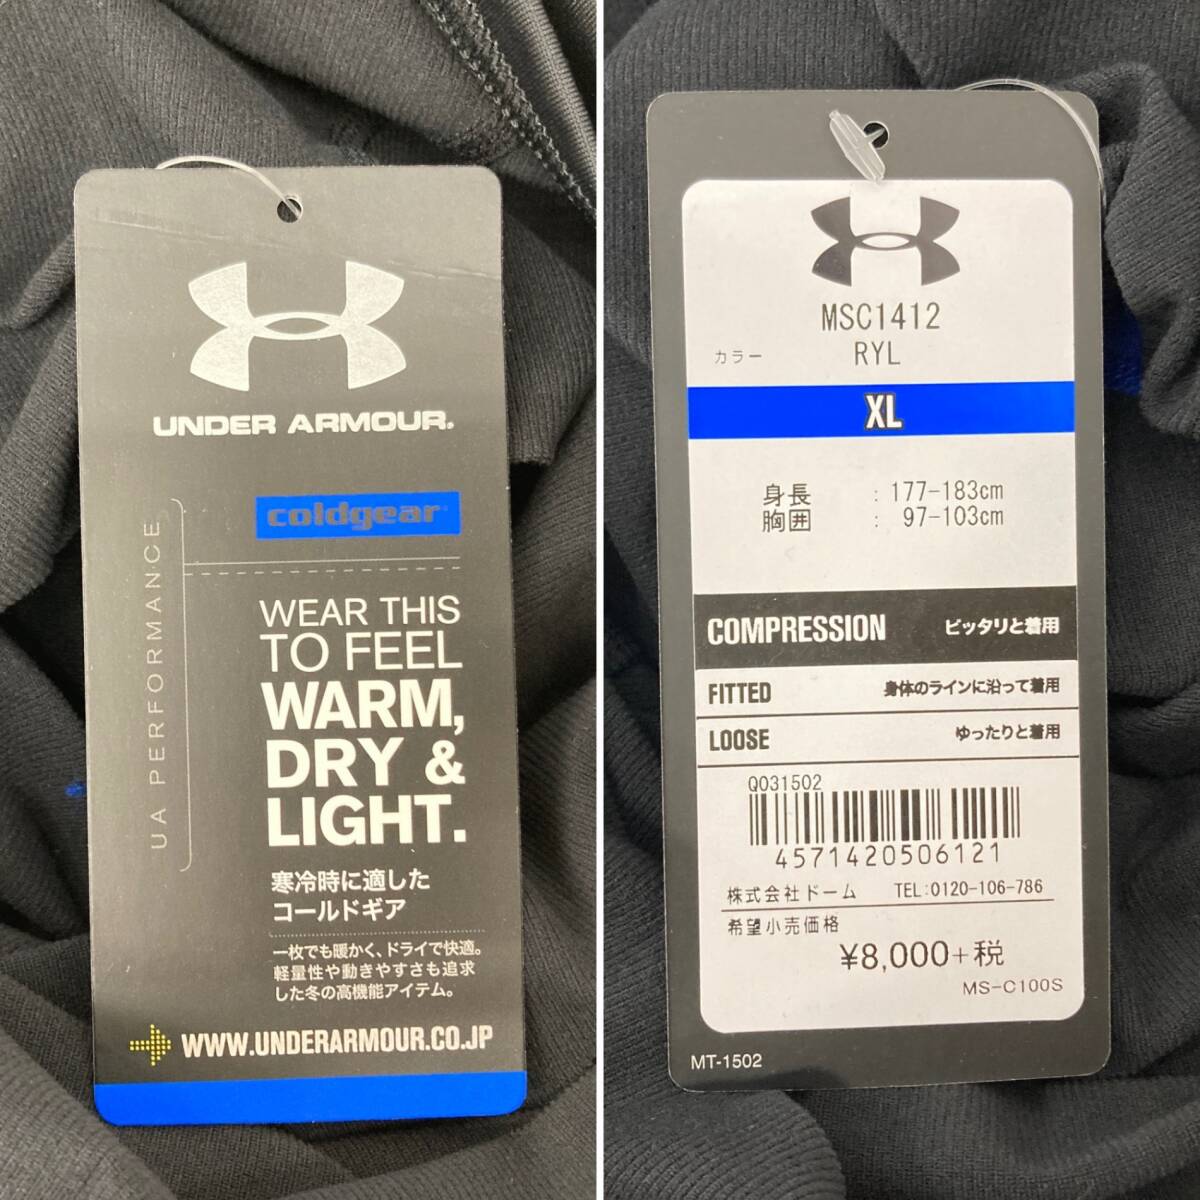 UNDER ARMOUR.
coldgear
UA PERFORMANCE
WEAR THIS
TO FEEL
WARM,
DRY &
LIGHT.
寒冷時に適した
コールドギア
一枚でも暖かく、ドライで快適。
軽量性や動きやすさも追求
した冬の高機能アイテム。
WWW.UNDERARMOUR.CO.JP
MSC1412
カラー RYL
XL
身長 : 177-183cm
胸囲 : 97-103cm
COMPRESSION ピッタリと着用
FITTED 身体のラインに沿って着用
LOOSE ゆったりと着用
Q031502
4571420506121
株式会社ドーム TEL:0120-106-786
希望小売価格
¥8,000+税
MS-C100S
MT-1502